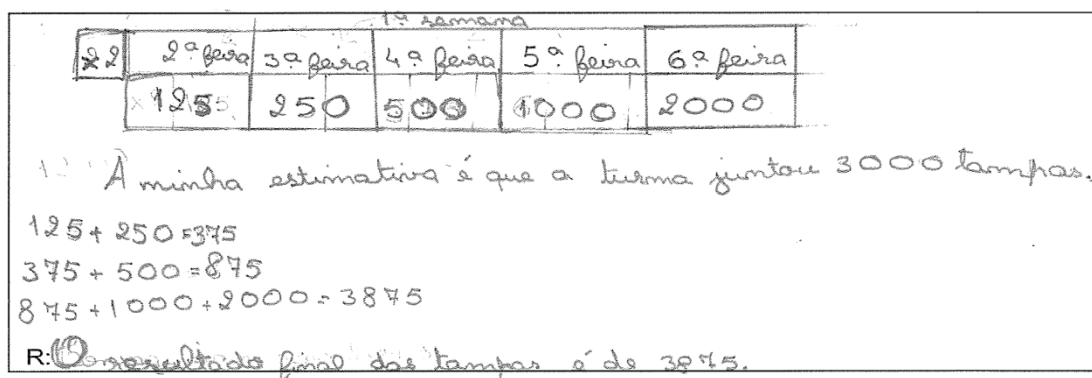 1ª semana
x2 2ª feira 3ª feira 4ª feira 5ª feira 6ª feira
125 250 500 1000 2000
A minha estimativa é que a turma juntou 3000 tampas.
125 + 250 = 375
375 + 500 = 875
875 + 1000 + 2000 = 3875
R: O resultado final das tampas é de 3875.